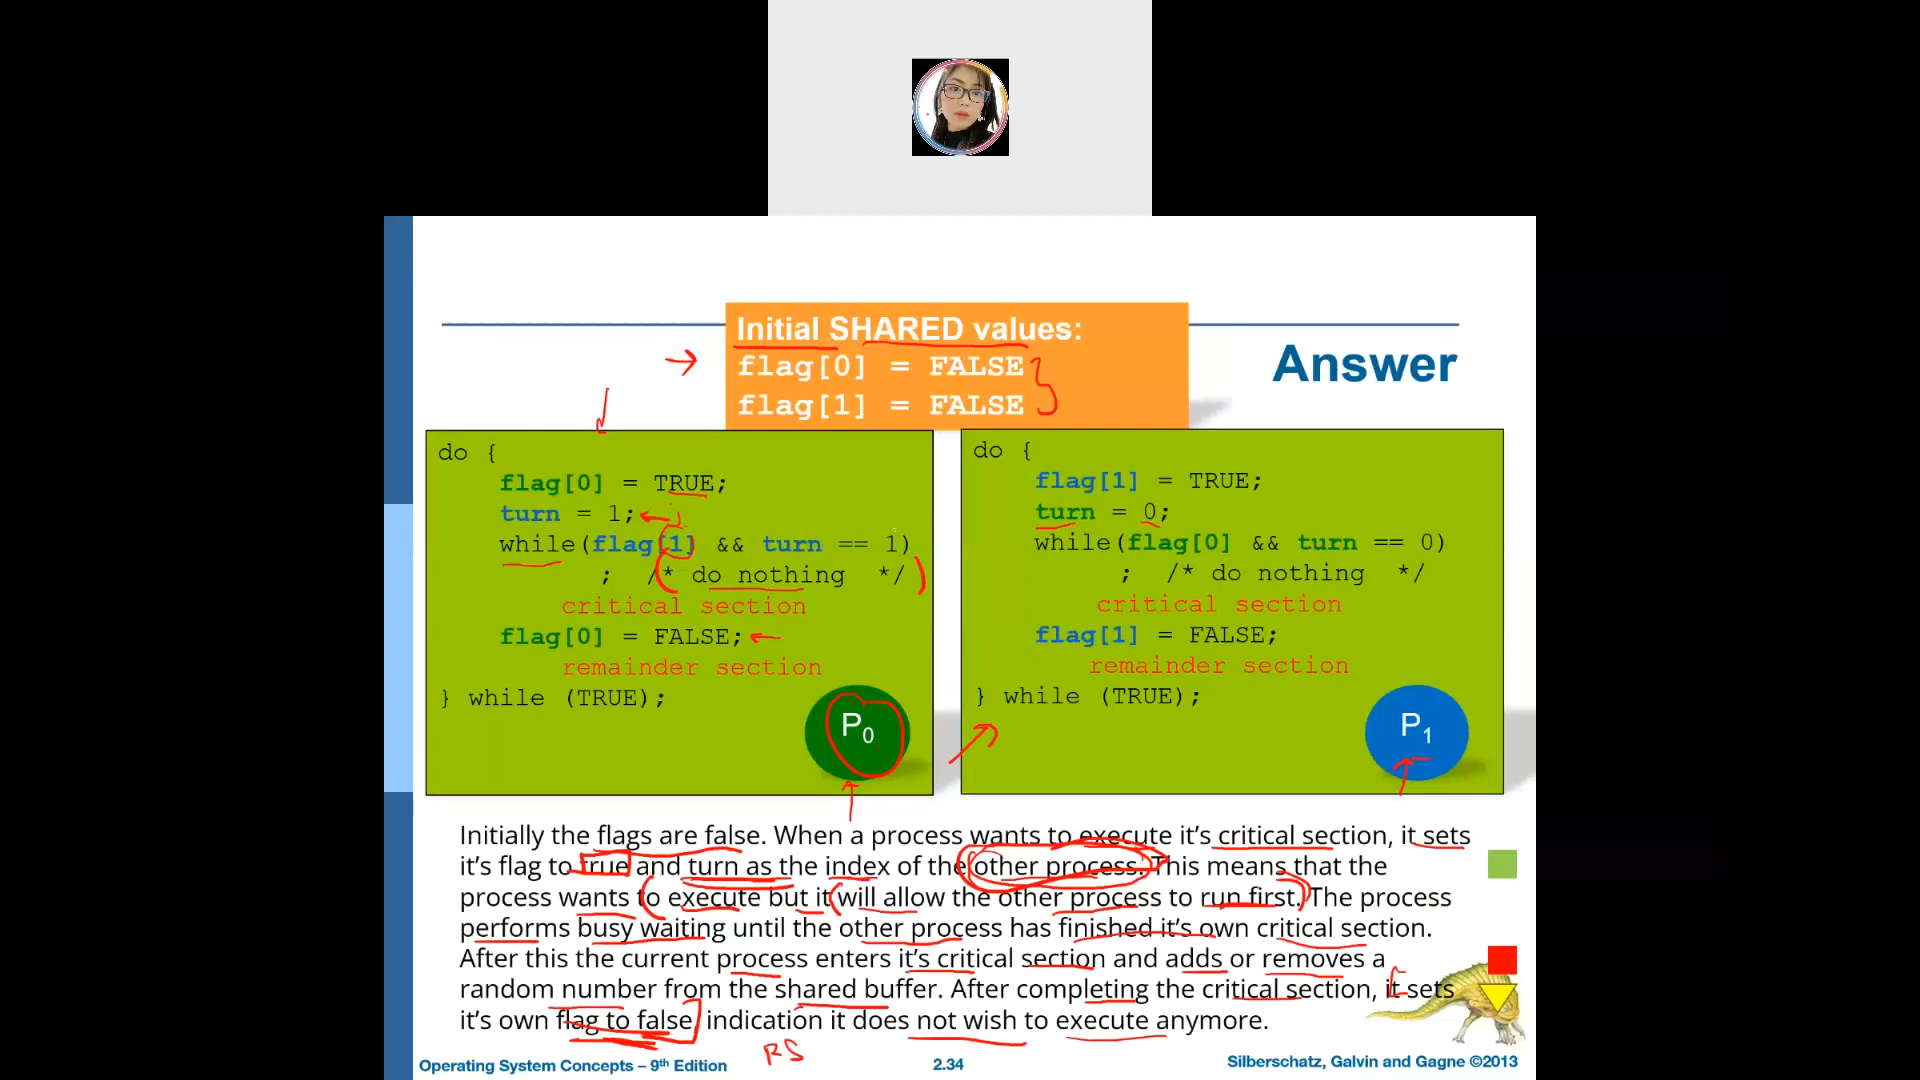 Initial SHARED values:
flag[0] = FALSE
flag[1] = FALSE
Answer
do {
flag[0] = TRUE;
turn = 1;
while(flag[1] && turn == 1)
; /* do nothing */
critical section
flag[0] = FALSE;
remainder section
} while (TRUE);
P0
do {
flag[1] = TRUE;
turn = 0;
while(flag[0] && turn == 0)
; /* do nothing */
critical section
flag[1] = FALSE;
remainder section
} while (TRUE);
P1
Initially the flags are false. When a process wants to execute it's critical section, it sets
it's flag to true and turn as the index of the other process. This means that the
process wants to execute but it will allow the other process to run first. The process
performs busy waiting until the other process has finished it's own critical section.
After this the current process enters it's critical section and adds or removes a
random number from the shared buffer. After completing the critical section, it sets
it's own flag to false, indication it does not wish to execute anymore.
RS
Operating System Concepts – 9th Edition
2.34
Silberschatz, Galvin and Gagne ©2013